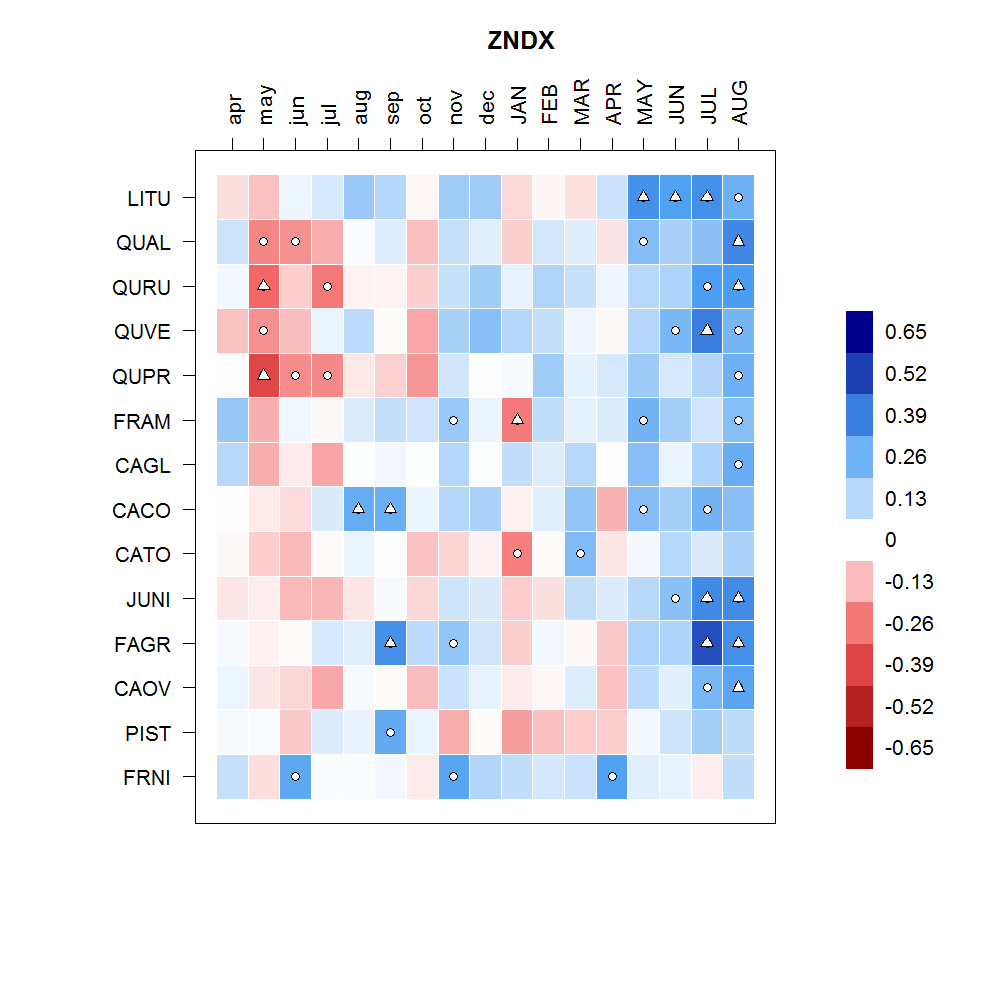 ZNDX
apr may jun jul aug sep oct nov dec JAN FEB MAR APR MAY JUN JUL AUG
LITU
QUAL
QURU
QUVE
QUPR
FRAM
CAGL
CACO
CATO
JUNI
FAGR
CAOV
PIST
FRNI
0.65
0.52
0.39
0.26
0.13
0
-0.13
-0.26
-0.39
-0.52
-0.65